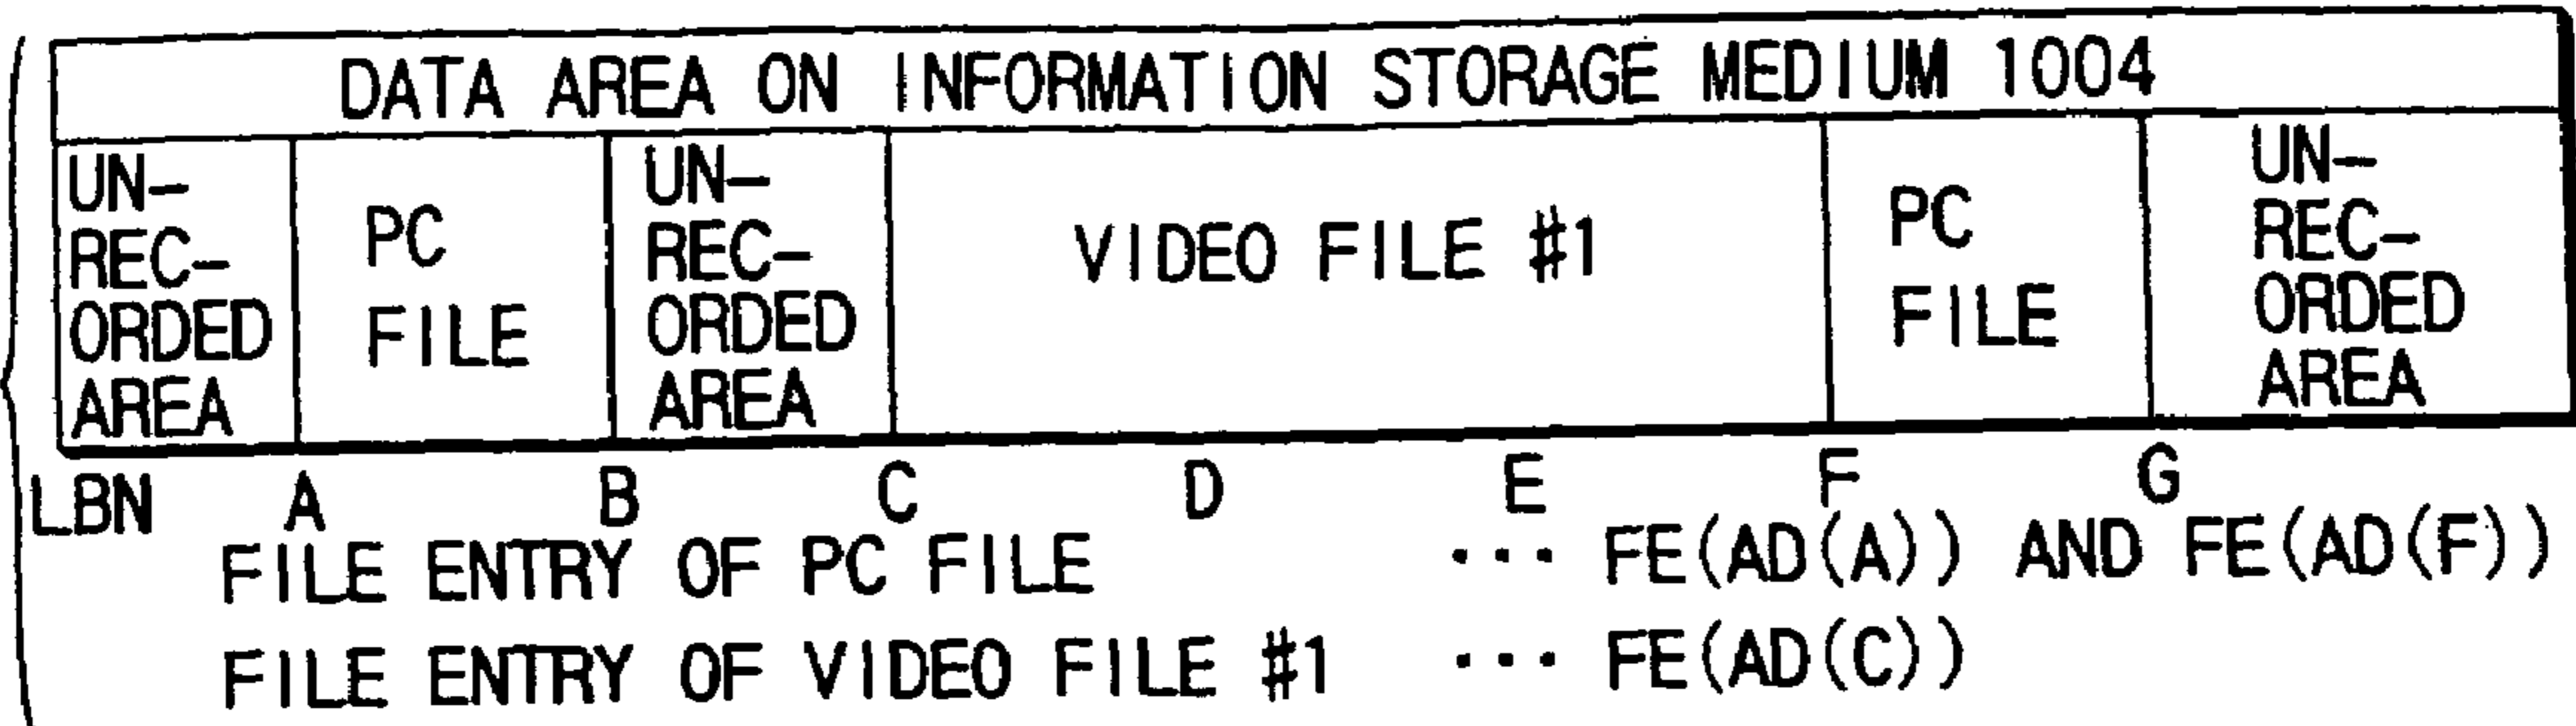 DATA AREA ON INFORMATION STORAGE MEDIUM 1004
UN-
REC-
ORDED
AREA
PC
FILE
UN-
REC-
ORDED
AREA
VIDEO FILE #1
PC
FILE
UN-
REC-
ORDED
AREA
LBN A B C D E F G
FILE ENTRY OF PC FILE ··· FE(AD(A)) AND FE(AD(F))
FILE ENTRY OF VIDEO FILE #1 ··· FE(AD(C))